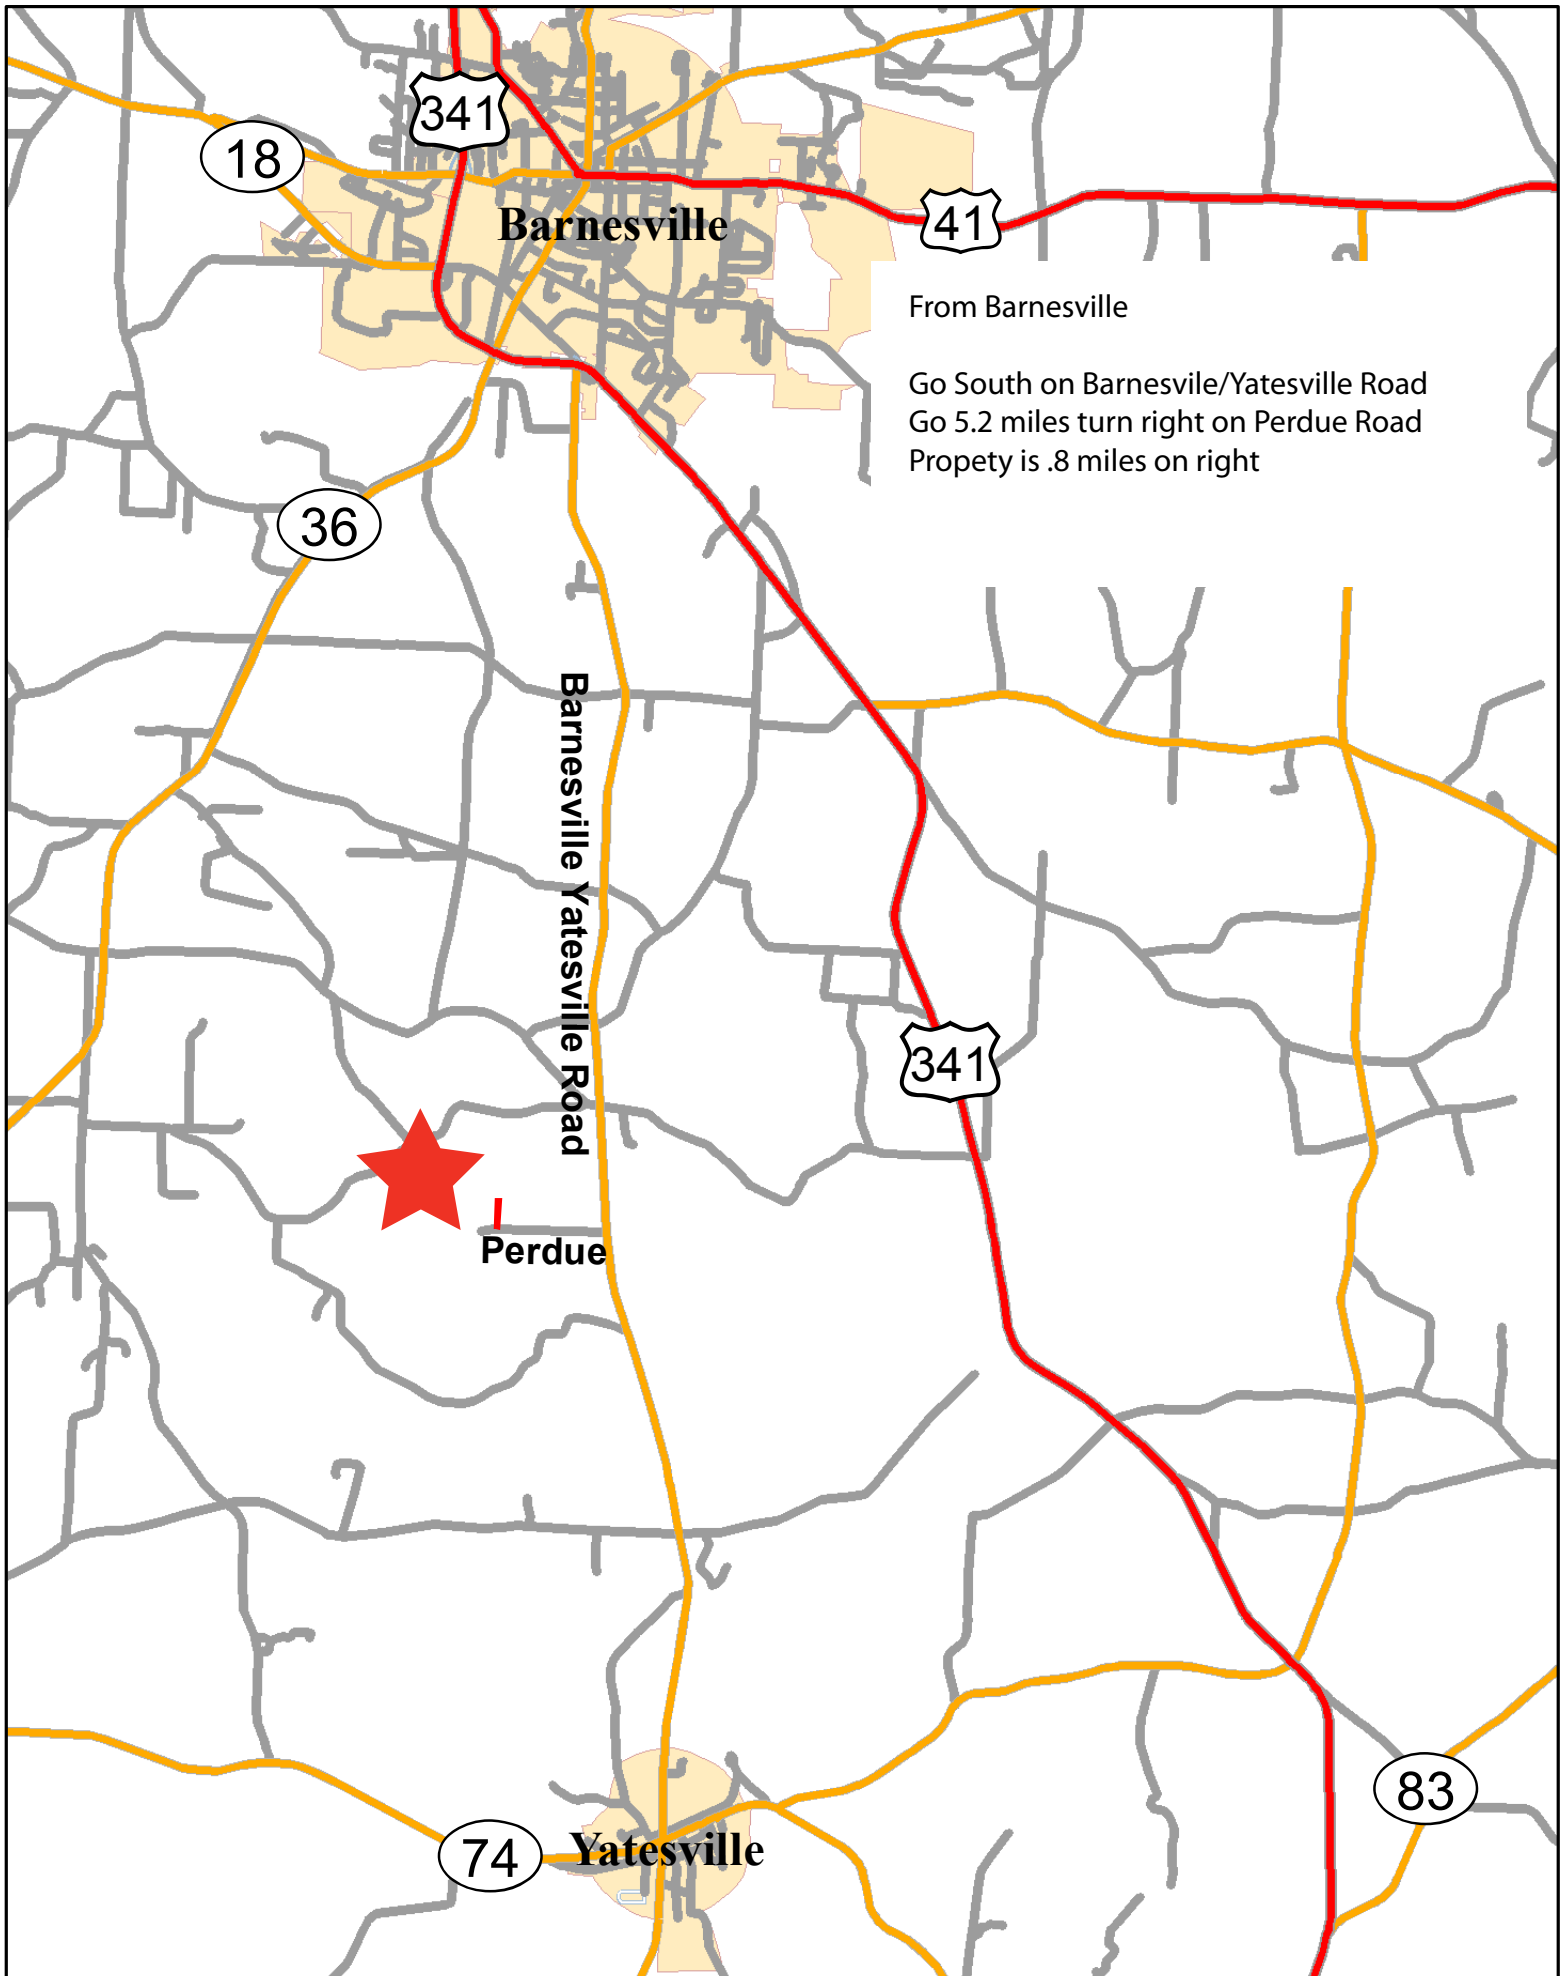 341
18
Barnesville
41
From Barnesville
Go South on Barnesvile/Yatesville Road
Go 5.2 miles turn right on Perdue Road
Propety is .8 miles on right
36
Barnesville Yatesville Road
341
Perdue
83
74
Yatesville